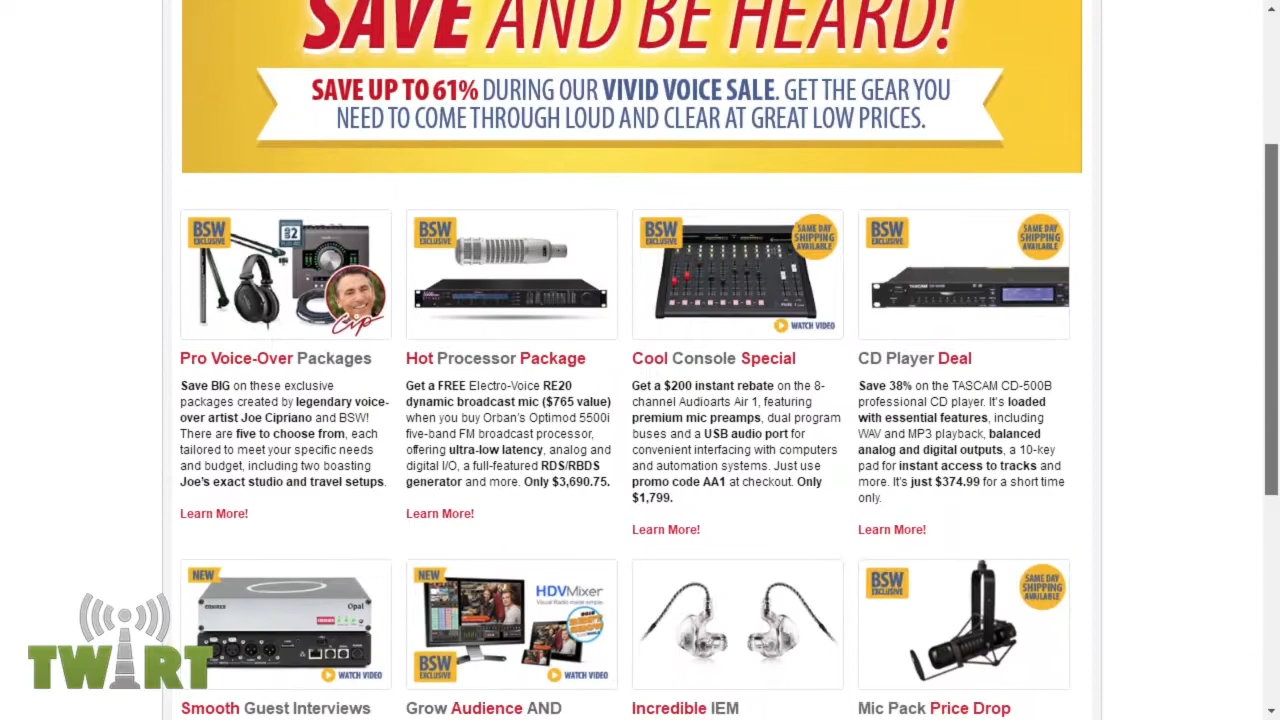 SAVE AND BE HEARD!
SAVE UP TO 61% DURING OUR VIVID VOICE SALE. GET THE GEAR YOU
NEED TO COME THROUGH LOUD AND CLEAR AT GREAT LOW PRICES.
BSW
EXCLUSIVE
Cip
Pro Voice-Over Packages
Save BIG on these exclusive
packages created by legendary voice-
over artist Joe Cipriano and BSW!
There are five to choose from, each
tailored to meet your specific needs
and budget, including two boasting
Joe's exact studio and travel setups.
Learn More!
BSW
EXCLUSIVE
Hot Processor Package
Get a FREE Electro-Voice RE20
dynamic broadcast mic ($765 value)
when you buy Orban's Optimod 5500i
five-band FM broadcast processor,
offering ultra-low latency, analog and
digital I/O, a full-featured RDS/RBDS
generator and more. Only $3,690.75.
Learn More!
BSW
EXCLUSIVE
SAME DAY
SHIPPING
AVAILABLE
WATCH VIDEO
Cool Console Special
Get a $200 instant rebate on the 8-
channel Audioarts Air 1, featuring
premium mic preamps, dual program
buses and a USB audio port for
convenient interfacing with computers
and automation systems. Just use
promo code AA1 at checkout. Only
$1,799.
Learn More!
BSW
EXCLUSIVE
SAME DAY
SHIPPING
AVAILABLE
TASCAM
CD Player Deal
Save 38% on the TASCAM CD-500B
professional CD player. It's loaded
with essential features, including
WAV and MP3 playback, balanced
analog and digital outputs, a 10-key
pad for instant access to tracks and
more. It's just $374.99 for a short time
only.
Learn More!
NEW
COMREX
Opal
WATCH VIDEO
Smooth Guest Interviews
NEW
HDVMixer
Visual Radio made simple
BSW
EXCLUSIVE
WATCH VIDEO
Grow Audience AND
Incredible IEM
BSW
EXCLUSIVE
SAME DAY
SHIPPING
AVAILABLE
Mic Pack Price Drop
TWIRT